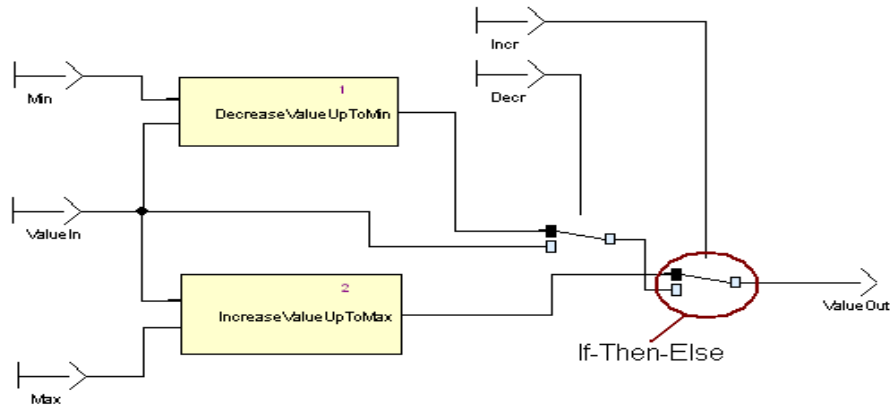 Incr
1
Min
DecreaseValueUpToMin
Decr
ValueIn
2
IncreaseValueUpToMax
ValueOut
If-Then-Else
Max